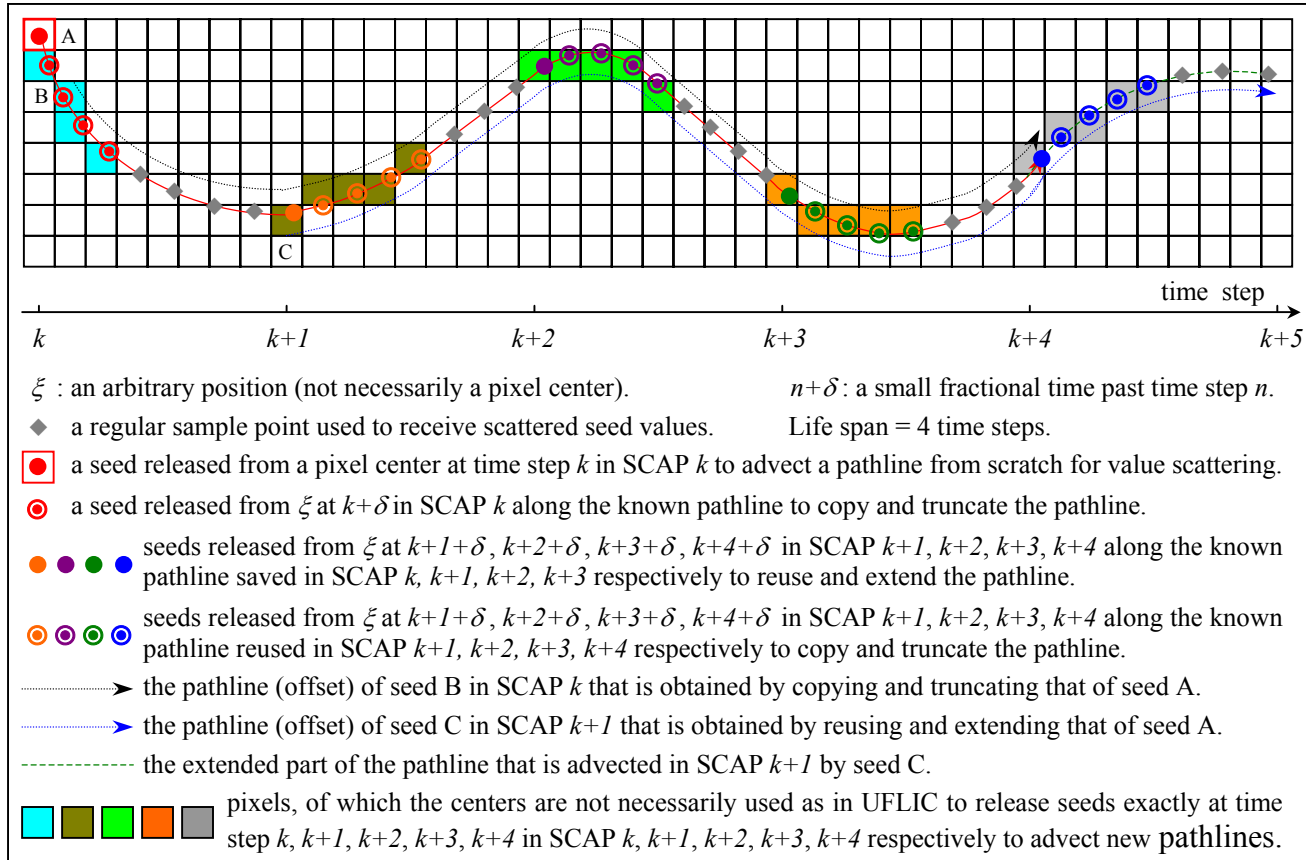 A
B
C
time step
k k+1 k+2 k+3 k+4 k+5
ξ : an arbitrary position (not necessarily a pixel center). n+δ : a small fractional time past time step n.
a regular sample point used to receive scattered seed values. Life span = 4 time steps.
a seed released from a pixel center at time step k in SCAP k to advect a pathline from scratch for value scattering.
a seed released from ξ at k+δ in SCAP k along the known pathline to copy and truncate the pathline.
seeds released from ξ at k+1+δ , k+2+δ , k+3+δ , k+4+δ in SCAP k+1, k+2, k+3, k+4 along the known
pathline saved in SCAP k, k+1, k+2, k+3 respectively to reuse and extend the pathline.
seeds released from ξ at k+1+δ , k+2+δ , k+3+δ , k+4+δ in SCAP k+1, k+2, k+3, k+4 along the known
pathline reused in SCAP k+1, k+2, k+3, k+4 respectively to copy and truncate the pathline.
the pathline (offset) of seed B in SCAP k that is obtained by copying and truncating that of seed A.
the pathline (offset) of seed C in SCAP k+1 that is obtained by reusing and extending that of seed A.
the extended part of the pathline that is advected in SCAP k+1 by seed C.
pixels, of which the centers are not necessarily used as in UFLIC to release seeds exactly at time
step k, k+1, k+2, k+3, k+4 in SCAP k, k+1, k+2, k+3, k+4 respectively to advect new pathlines.